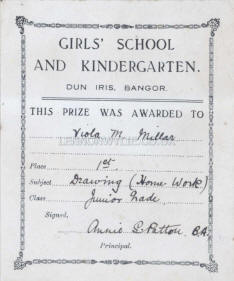 GIRLS' SCHOOL
AND KINDERGARTEN.
DUN IRIS, BANGOR.
THIS PRIZE WAS AWARDED TO
Viola M. Millar
Place 1st.
Subject Drawing (Home Work)
Class Junior Grade
Signed,
Annie E. Patton, B.A.
Principal.